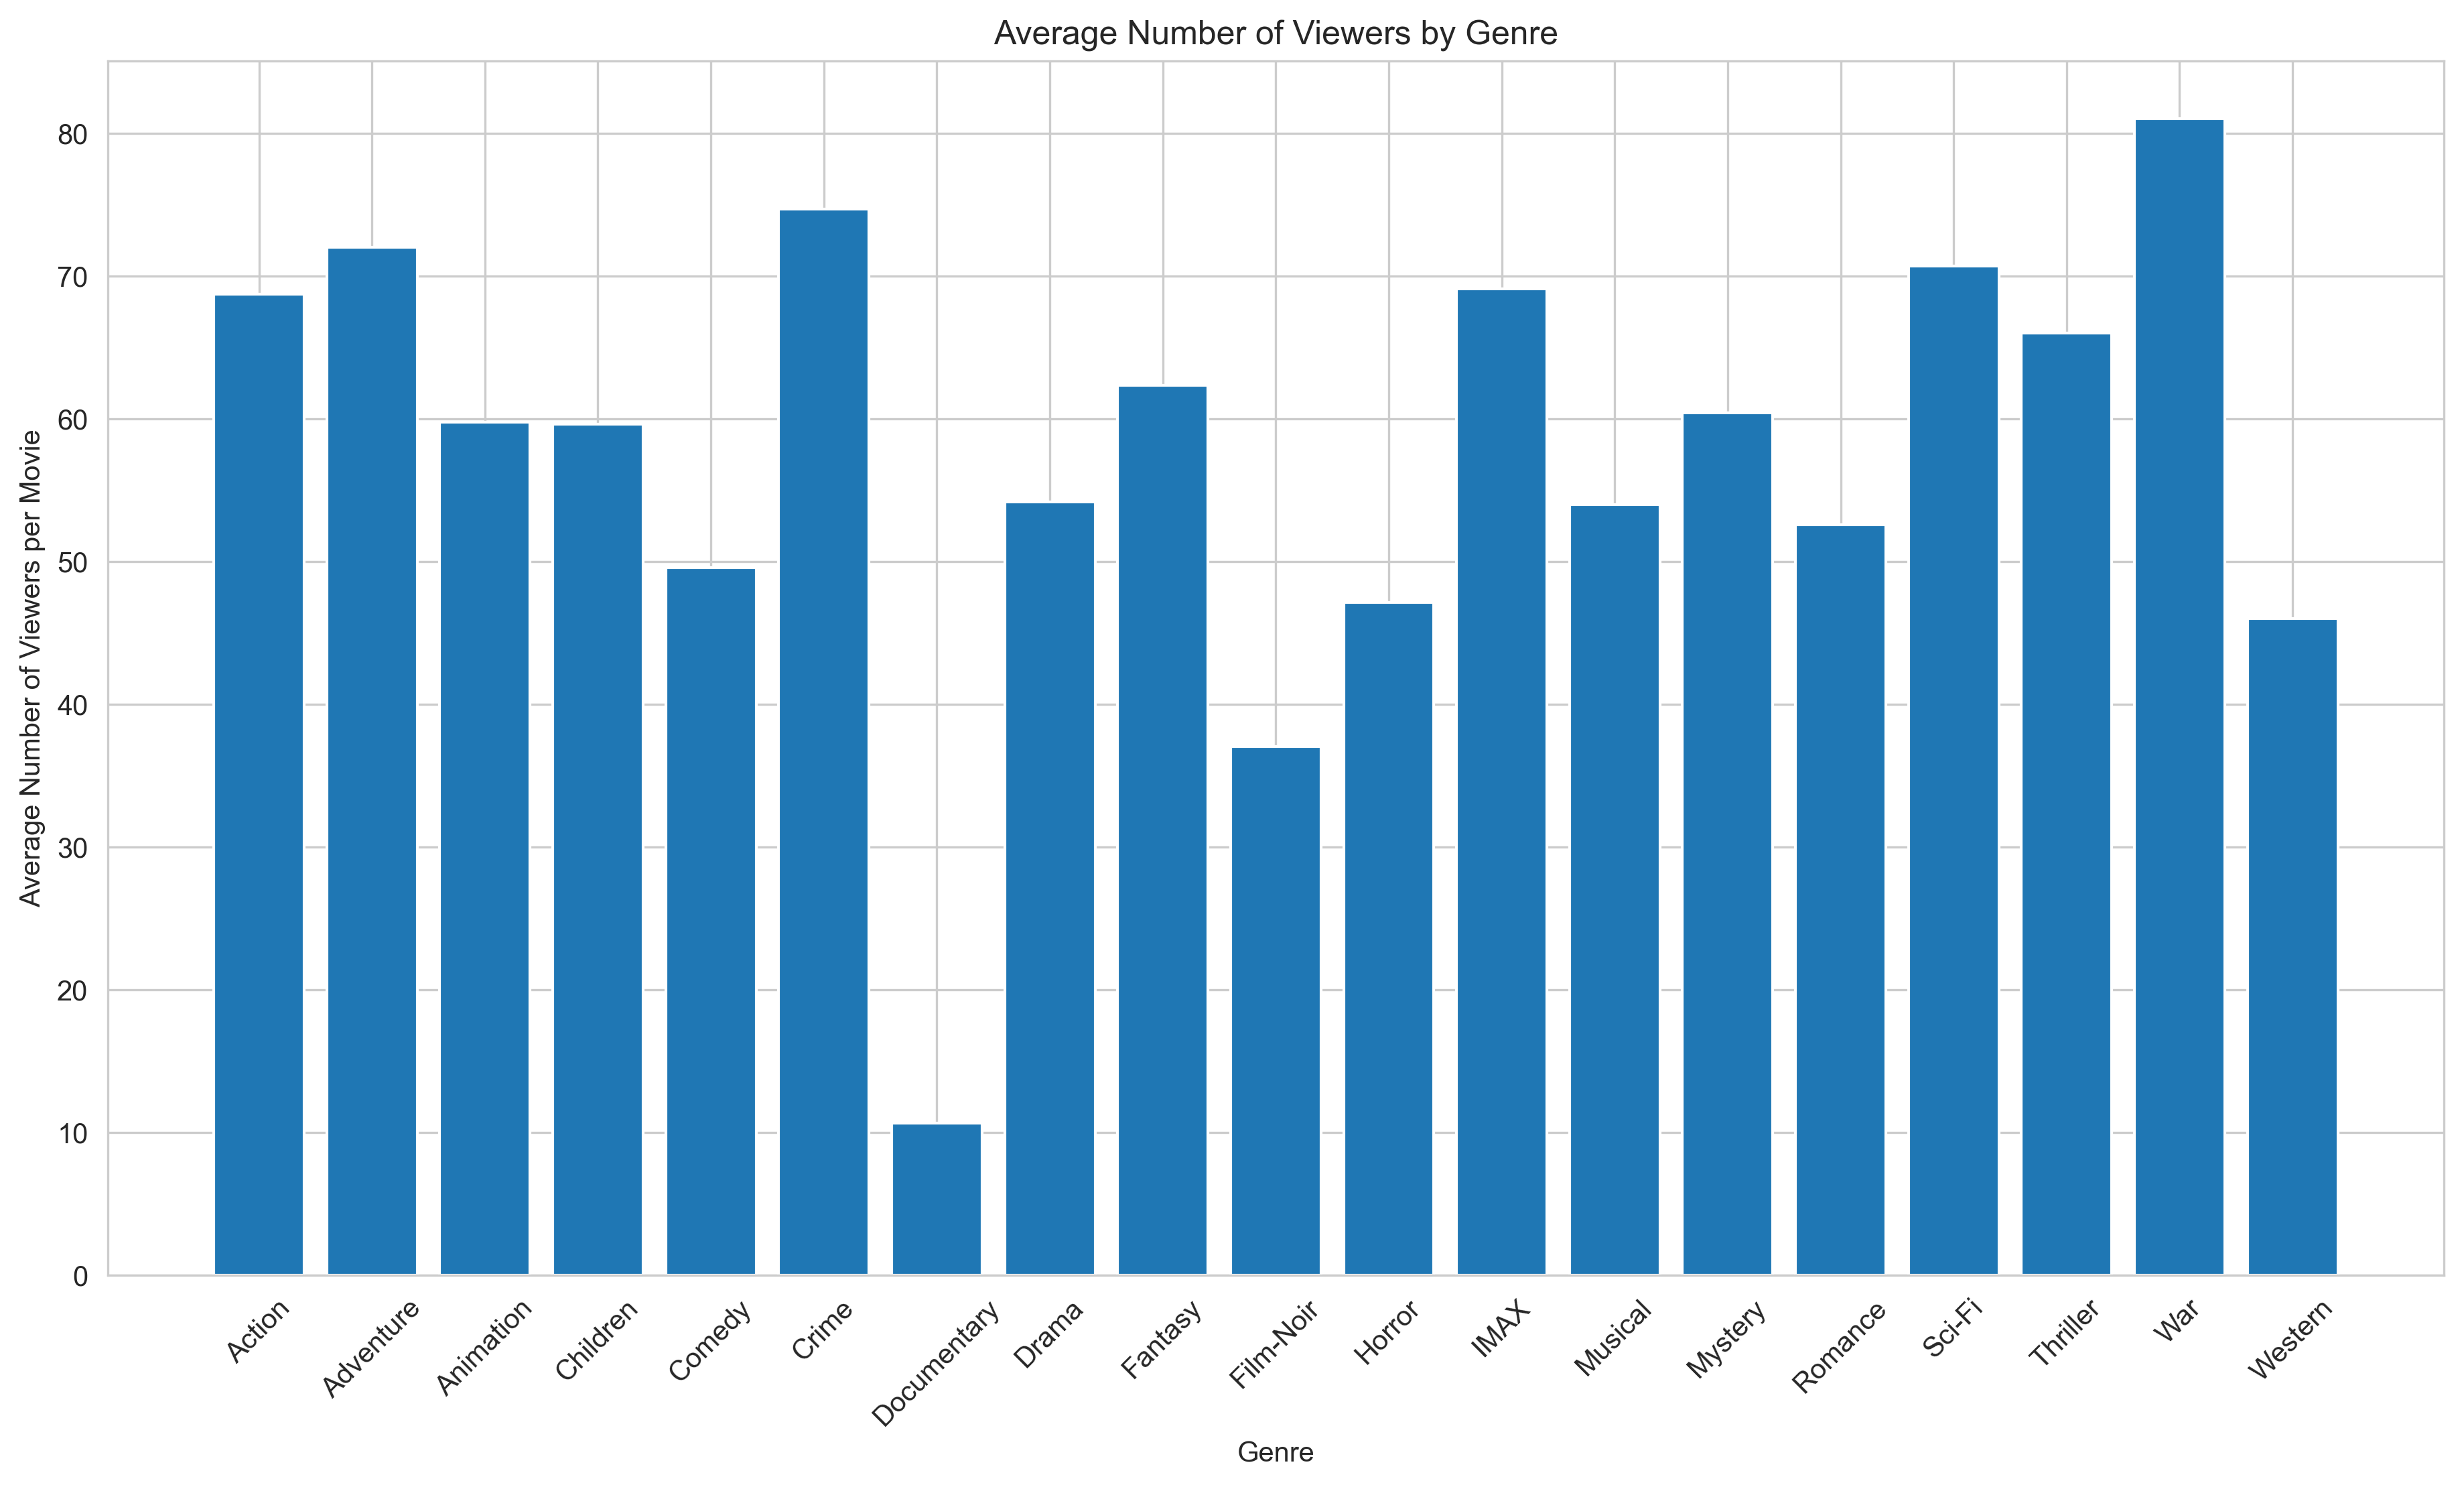 Average Number of Viewers by Genre
Average Number of Viewers per Movie
80
70
60
50
40
30
20
10
0
Action
Adventure
Animation
Children
Comedy
Crime
Documentary
Drama
Fantasy
Film-Noir
Horror
IMAX
Musical
Mystery
Romance
Sci-Fi
Thriller
War
Western
Genre